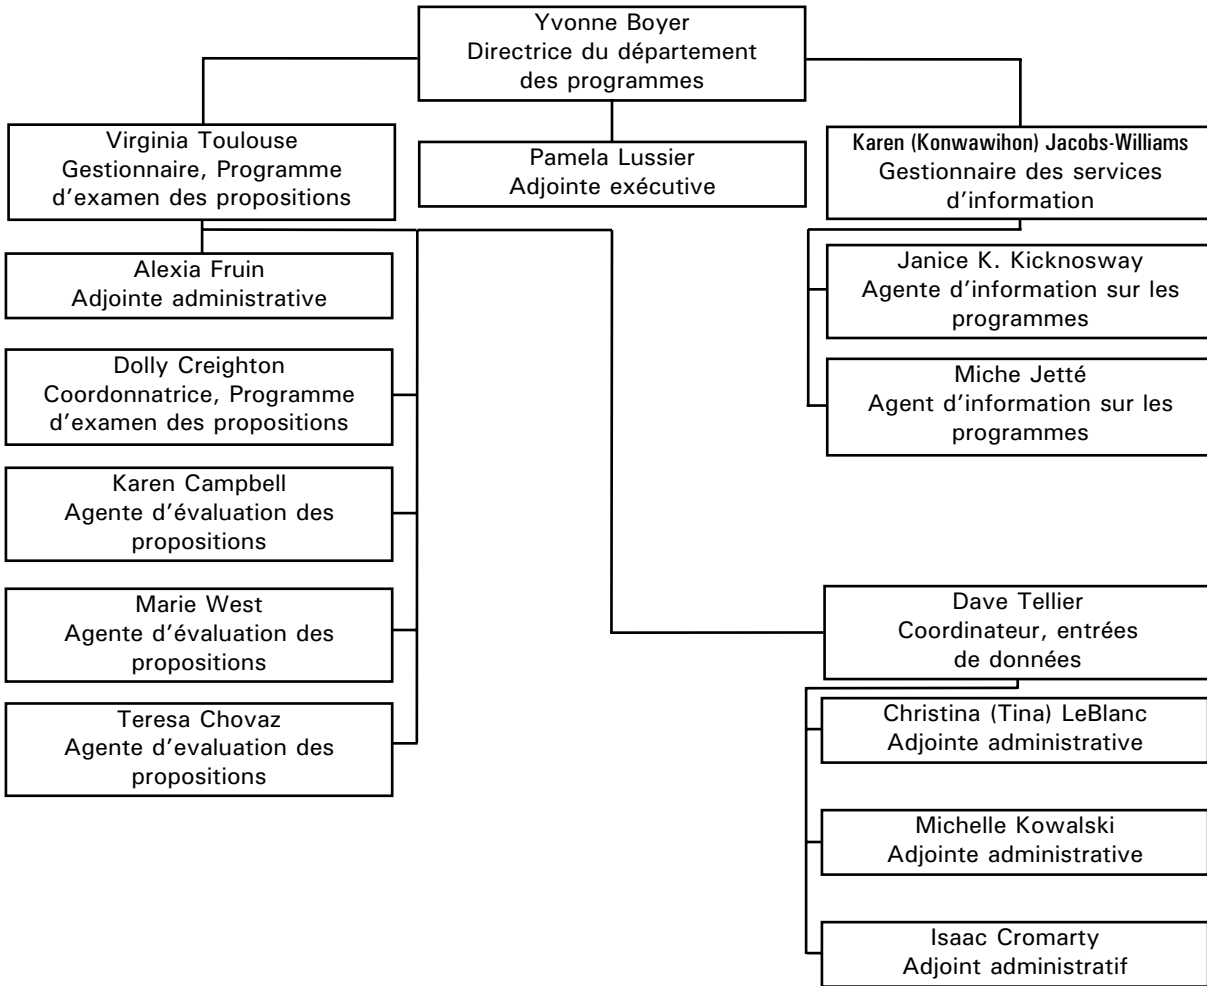 Yvonne Boyer
Directrice du département
des programmes
Virginia Toulouse
Gestionnaire, Programme
d'examen des propositions
Pamela Lussier
Adjointe exécutive
Karen (Konwawihon) Jacobs-Williams
Gestionnaire des services
d'information
Alexia Fruin
Adjointe administrative
Dolly Creighton
Coordonnatrice, Programme
d'examen des propositions
Karen Campbell
Agente d'évaluation des
propositions
Marie West
Agente d'évaluation des
propositions
Teresa Chovaz
Agente d'evaluation des
propositions
Janice K. Kicknosway
Agente d'information sur les
programmes
Miche Jetté
Agent d'information sur les
programmes
Dave Tellier
Coordinateur, entrées
de données
Christina (Tina) LeBlanc
Adjointe administrative
Michelle Kowalski
Adjointe administrative
Isaac Cromarty
Adjoint administratif